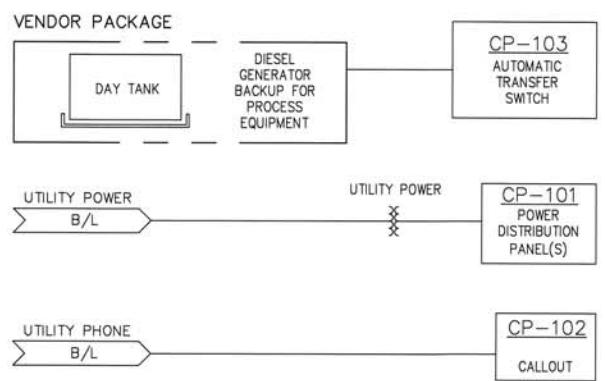 VENDOR PACKAGE
DAY TANK
DIESEL
GENERATOR
BACKUP FOR
PROCESS
EQUIPMENT
CP-103
AUTOMATIC
TRANSFER
SWITCH
UTILITY POWER
B/L
UTILITY POWER
CP-101
POWER
DISTRIBUTION
PANEL(S)
UTILITY PHONE
B/L
CP-102
CALLOUT